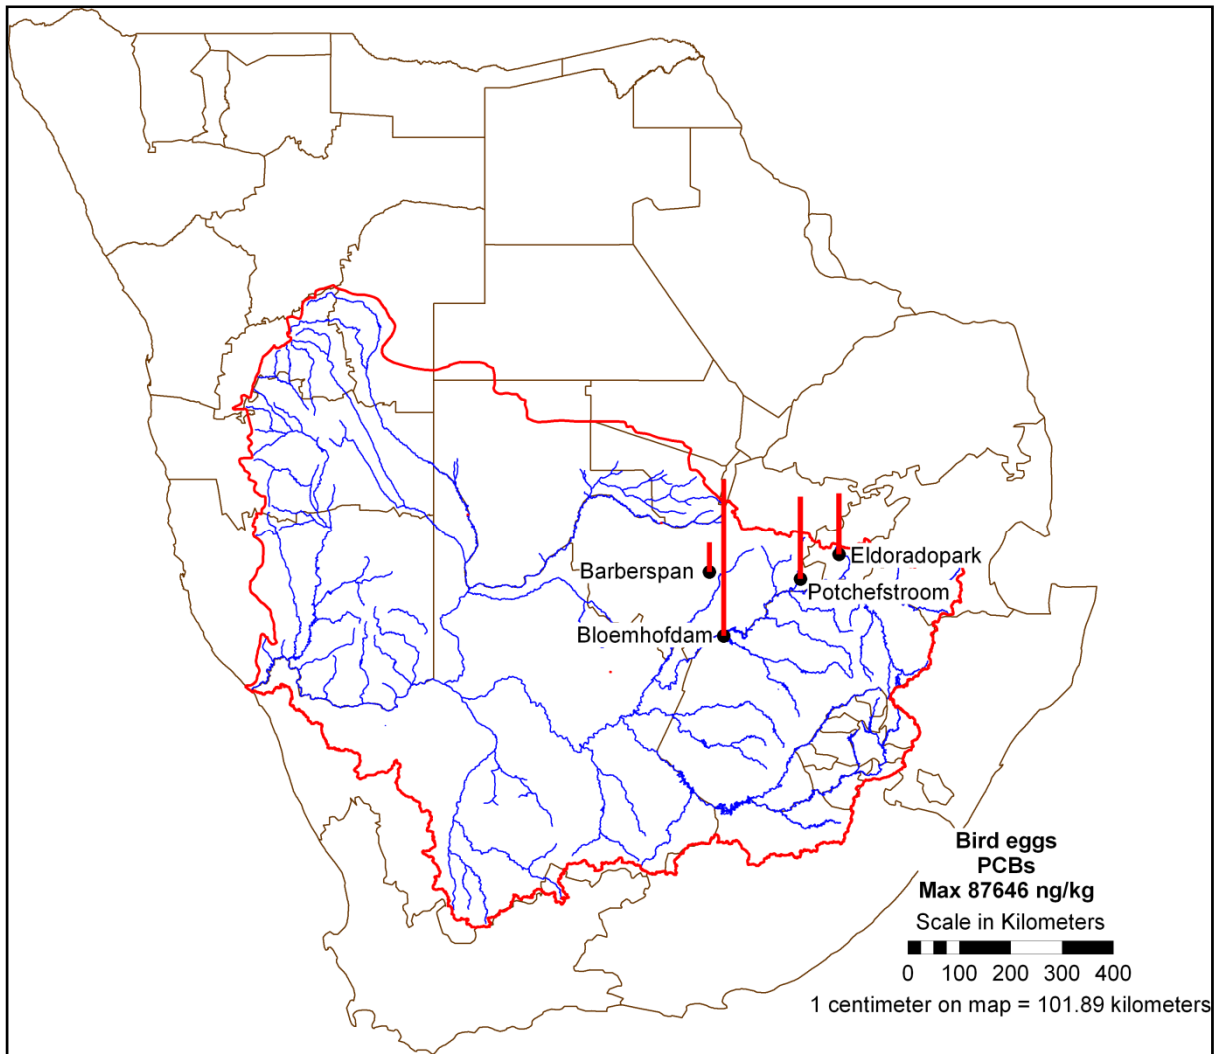 Eldoradopark
Barberspan
Potchefstroom
Bloemhofdam
Bird eggs
PCBs
Max 87646 ng/kg
Scale in Kilometers
0 100 200 300 400
1 centimeter on map = 101.89 kilometers